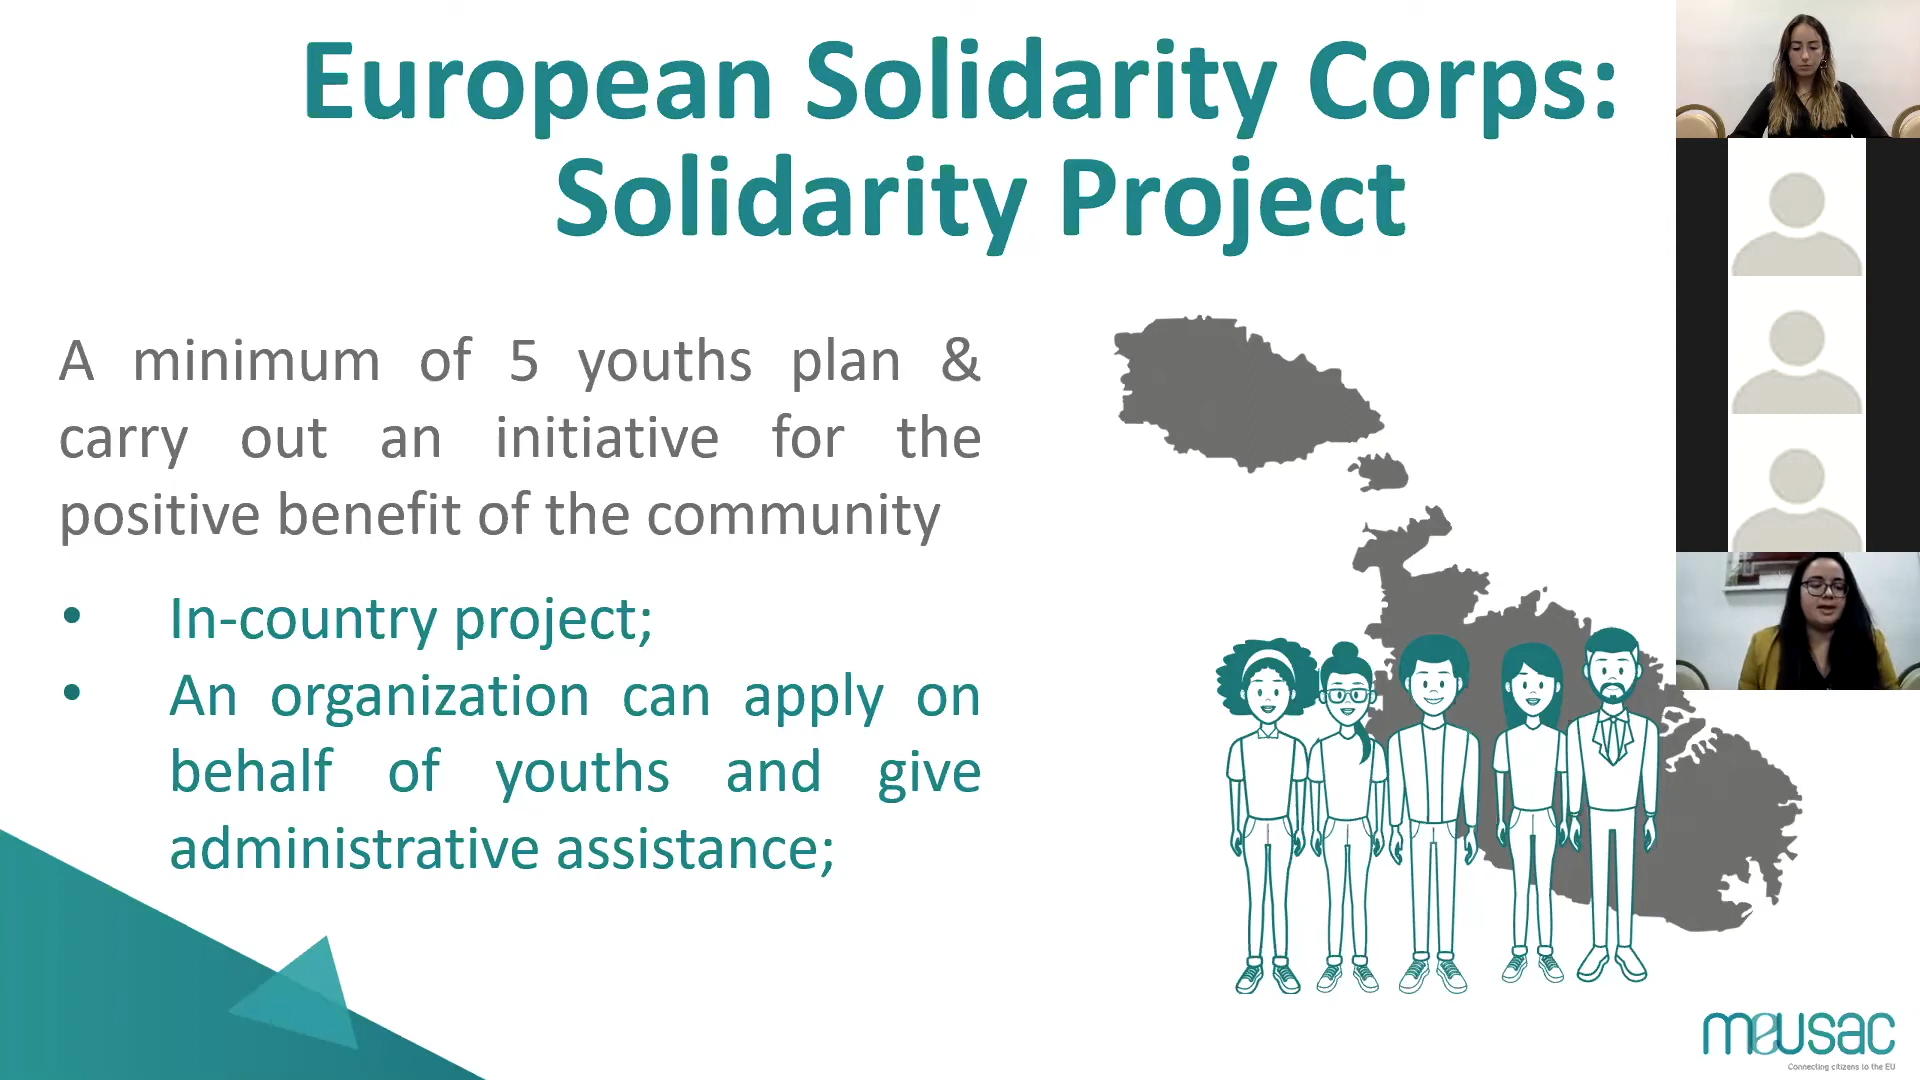 European Solidarity Corps:
Solidarity Project
A minimum of 5 youths plan &
carry out an initiative for the
positive benefit of the community
• In-country project;
• An organization can apply on
behalf of youths and give
administrative assistance;
meusac
Connecting citizens to the EU